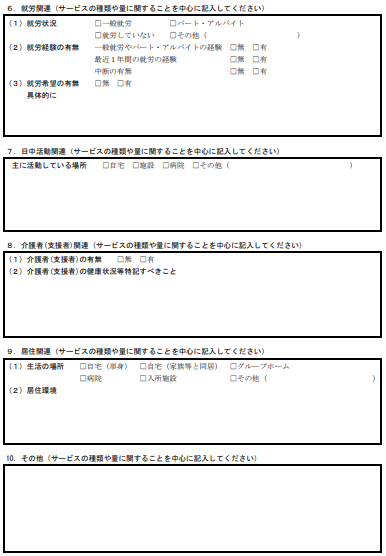 6．就労関連（サービスの種類や量に関することを中心に記入してください）
（1）就労状況　□一般就労　□パート・アルバイト
□就労していない　□その他（　）
（2）就労経験の有無　一般就労やパート・アルバイトの経験　□無　□有
最近1年間の就労の経験　□無　□有
中断の有無　□無　□有
（3）就労希望の有無　□無　□有
具体的に
7．日中活動関連（サービスの種類や量に関することを中心に記入してください）
主に活動している場所　□自宅　□施設　□病院　□その他（　）
8．介護者(支援者)関連（サービスの種類や量に関することを中心に記入してください）
（1）介護者(支援者)の有無　□無　□有
（2）介護者(支援者)の健康状況等特記すべきこと
9．居住関連（サービスの種類や量に関することを中心に記入してください）
（1）生活の場所　□自宅（単身）　□自宅（家族等と同居）　□グループホーム
□病院　□入所施設　□その他（　）
（2）居住環境
10．その他（サービスの種類や量に関することを中心に記入してください）